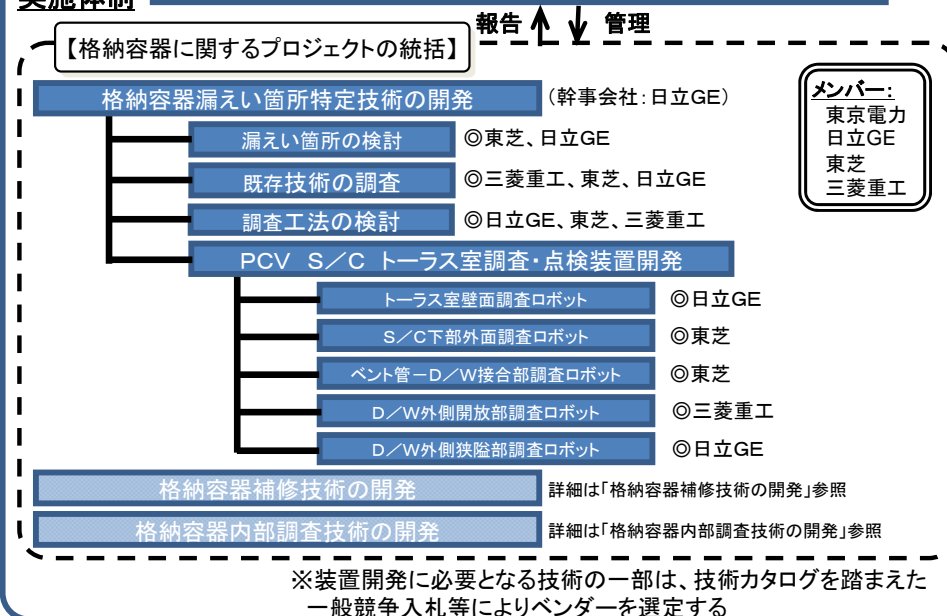 実施体制
報告
管理
【格納容器に関するプロジェクトの統括】
格納容器漏えい箇所特定技術の開発 (幹事会社:日立GE)
メンバー:
東京電力
日立GE
東芝
三菱重工
漏えい箇所の検討 ◎東芝、日立GE
既存技術の調査 ◎三菱重工、東芝、日立GE
調査工法の検討 ◎日立GE、東芝、三菱重工
PCV S/C トーラス室調査・点検装置開発
トーラス室壁面調査ロボット ◎日立GE
S/C下部外面調査ロボット ◎東芝
ベント管-D/W接合部調査ロボット ◎東芝
D/W外側開放部調査ロボット ◎三菱重工
D/W外側狭隘部調査ロボット ◎日立GE
格納容器補修技術の開発 詳細は「格納容器補修技術の開発」参照
格納容器内部調査技術の開発 詳細は「格納容器内部調査技術の開発」参照
※装置開発に必要となる技術の一部は、技術カタログを踏まえた
一般競争入札等によりベンダーを選定する